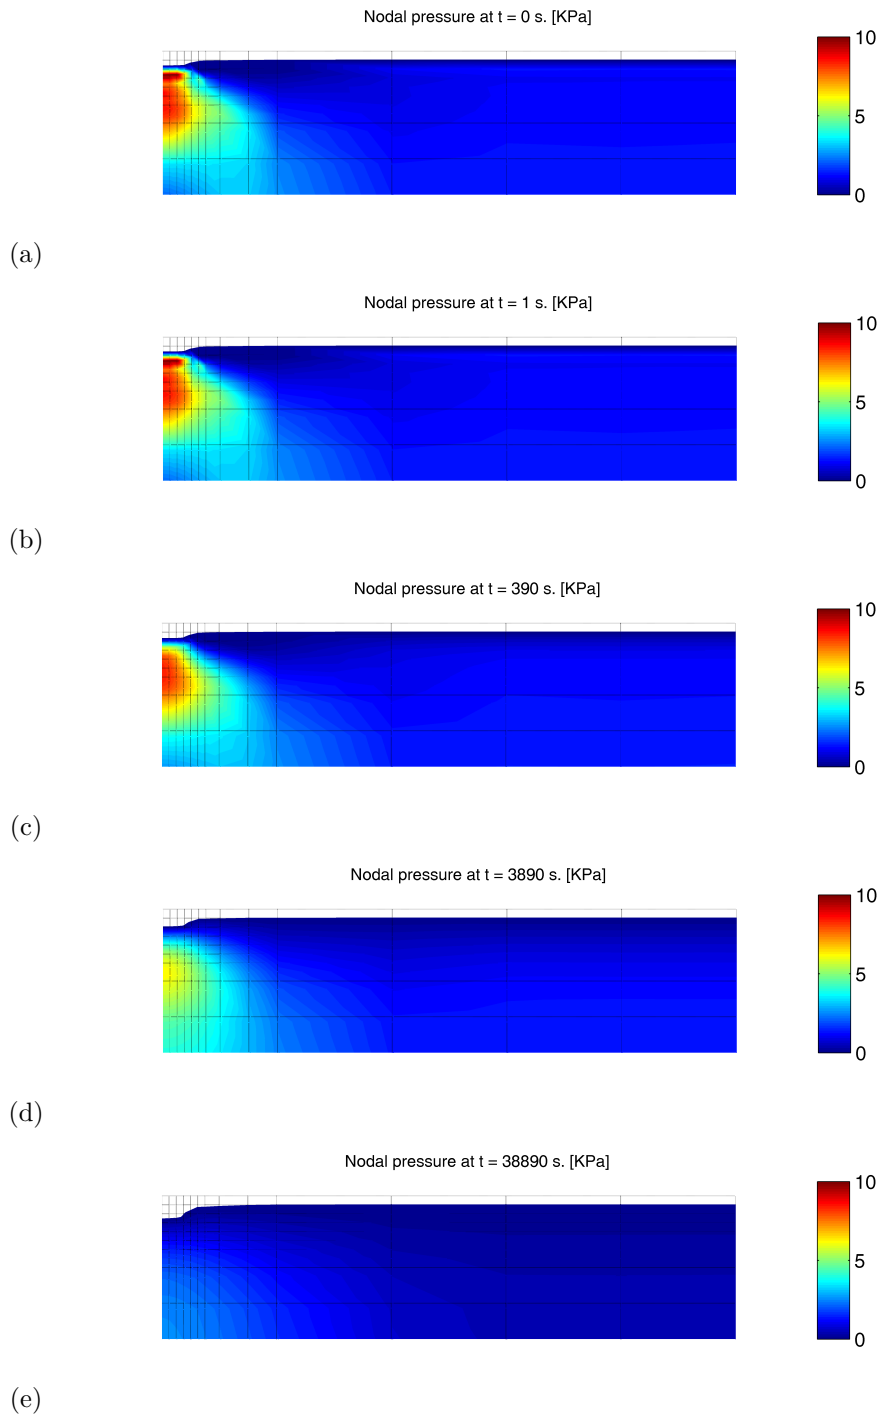 Nodal pressure at t = 0 s. [KPa]
10
5
0
(a)
Nodal pressure at t = 1 s. [KPa]
10
5
0
(b)
Nodal pressure at t = 390 s. [KPa]
10
5
0
(c)
Nodal pressure at t = 3890 s. [KPa]
10
5
0
(d)
Nodal pressure at t = 38890 s. [KPa]
10
5
0
(e)